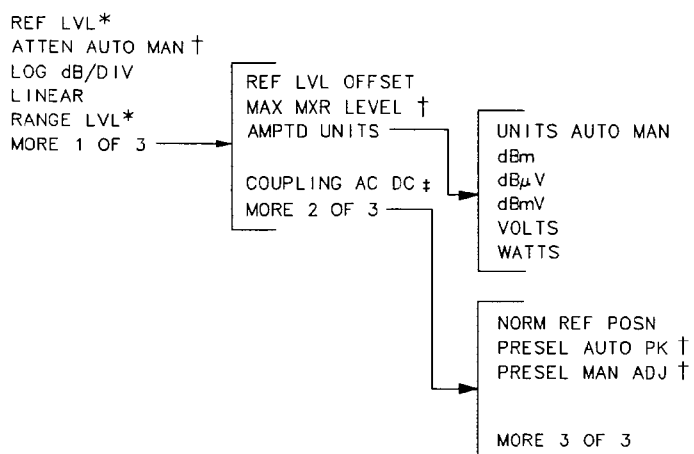 REF LVL*
ATTEN AUTO MAN †
LOG dB/DIV
LINEAR
RANGE LVL*
MORE 1 OF 3
REF LVL OFFSET
MAX MXR LEVEL †
AMPTD UNITS
COUPLING AC DC ‡
MORE 2 OF 3
UNITS AUTO MAN
dBm
dBμV
dBmV
VOLTS
WATTS
NORM REF POSN
PRESEL AUTO PK †
PRESEL MAN ADJ †
MORE 3 OF 3